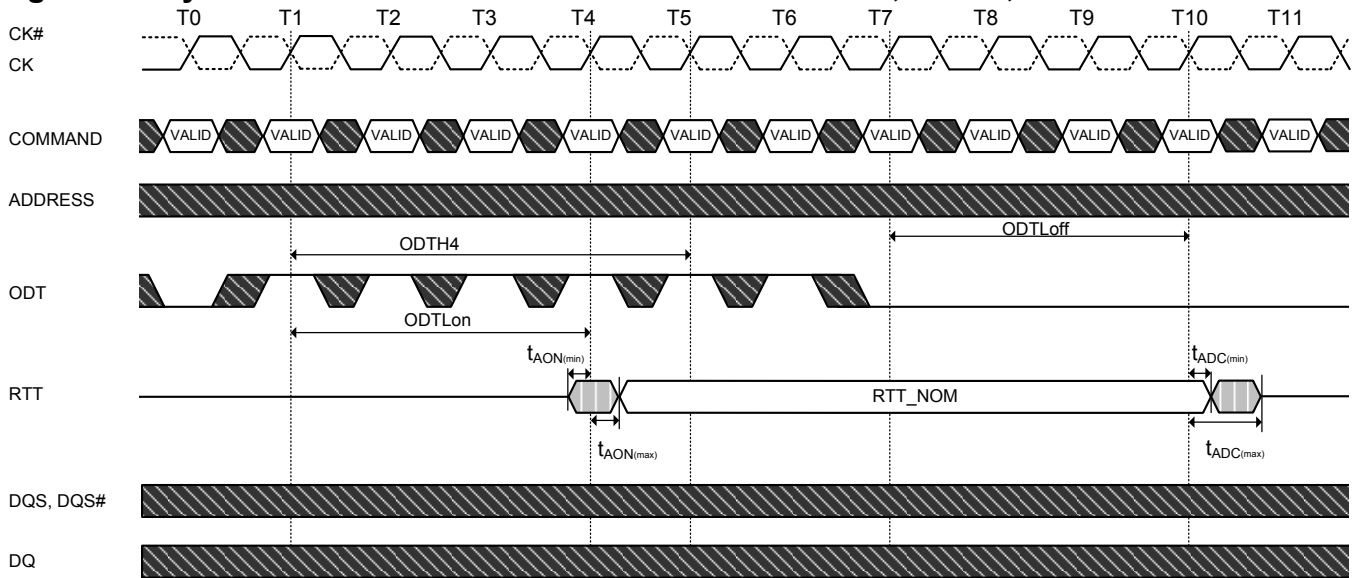 T0 T1 T2 T3 T4 T5 T6 T7 T8 T9 T10 T11
CK#
CK
COMMAND
VALID VALID VALID VALID VALID VALID VALID VALID VALID VALID VALID VALID
ADDRESS
ODTH4
ODTLoff
ODT
ODTLon
tAON(min)
tADC(min)
RTT
RTT_NOM
tAON(max)
tADC(max)
DQS, DQS#
DQ